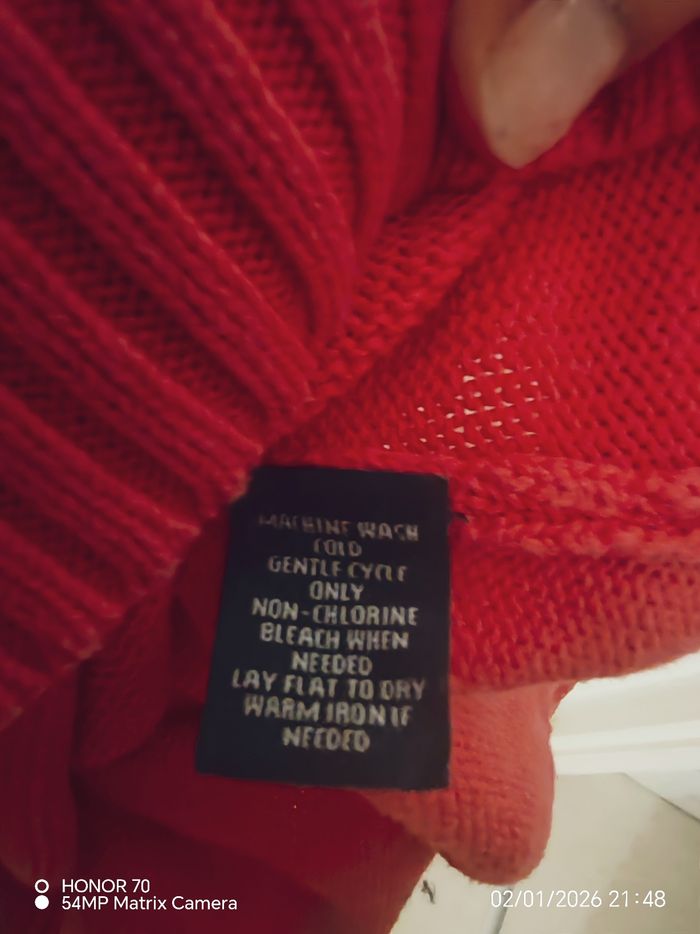 MACHINE WASH
COLD
GENTLE CYCLE
ONLY
NON-CHLORINE
BLEACH WHEN
NEEDED
LAY FLAT TO DRY
WARM IRON IF
NEEDED
HONOR 70
54MP Matrix Camera
02/01/2026 21:48